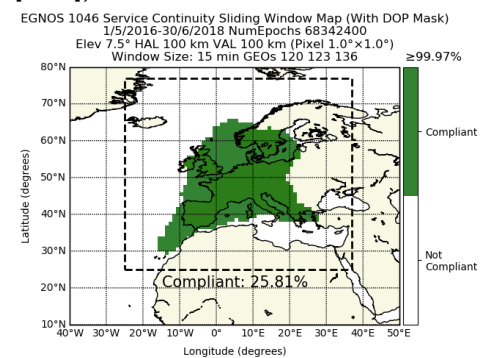 EGNOS 1046 Service Continuity Sliding Window Map (With DOP Mask)
1/5/2016-30/6/2018 NumEpochs 68342400
Elev 7.5° HAL 100 km VAL 100 km (Pixel 1.0°×1.0°)
Window Size: 15 min GEOs 120 123 136
≥99.97%
80°N
70°N
60°N
50°N
40°N
30°N
20°N
10°N
Latitude (degrees)
Compliant: 25.81%
Compliant
Not
Compliant
40°W 30°W 20°W 10°W 0° 10°E 20°E 30°E 40°E 50°E
Longitude (degrees)